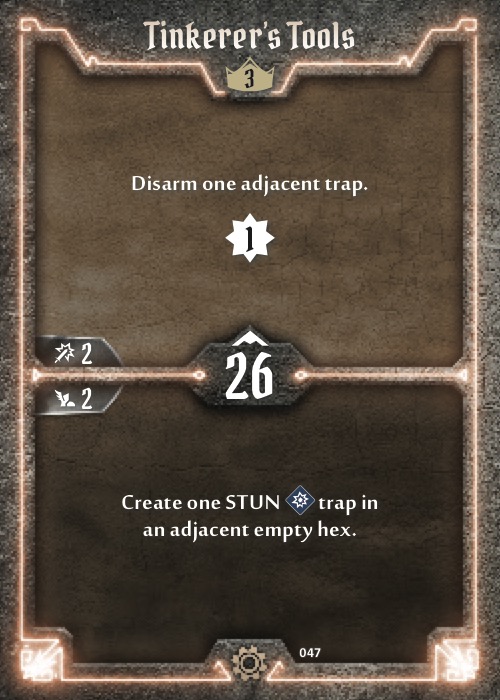 Tinkerer's Tools
3
Disarm one adjacent trap.
1
2
26
2
Create one STUN trap in
an adjacent empty hex.
047